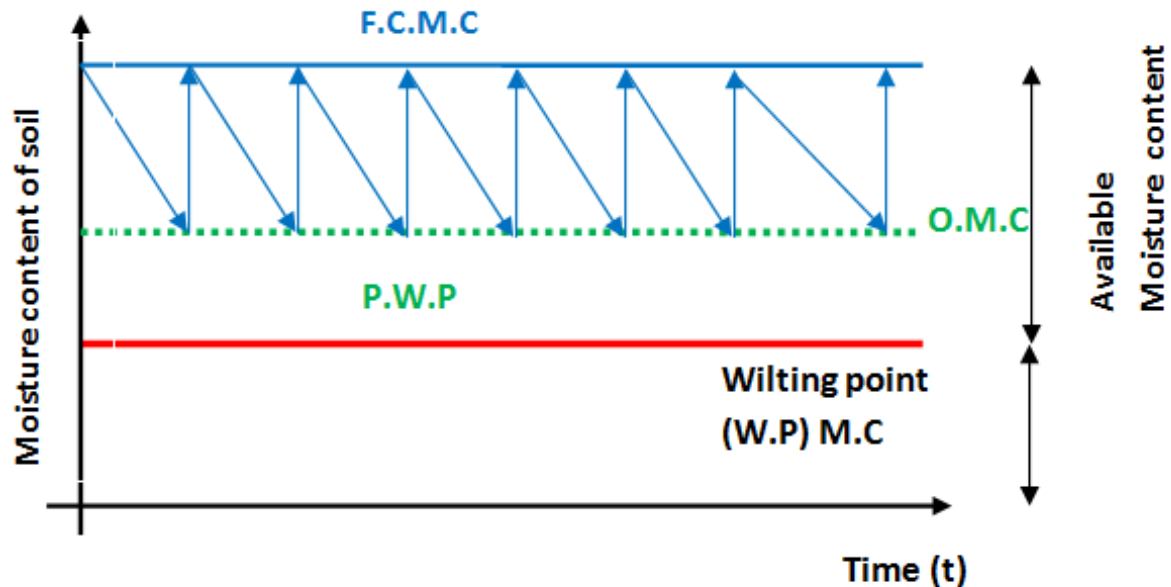 F.C.M.C
Moisture content of soil
O.M.C
P.W.P
Available
Moisture content
Wilting point
(W.P) M.C
Time (t)